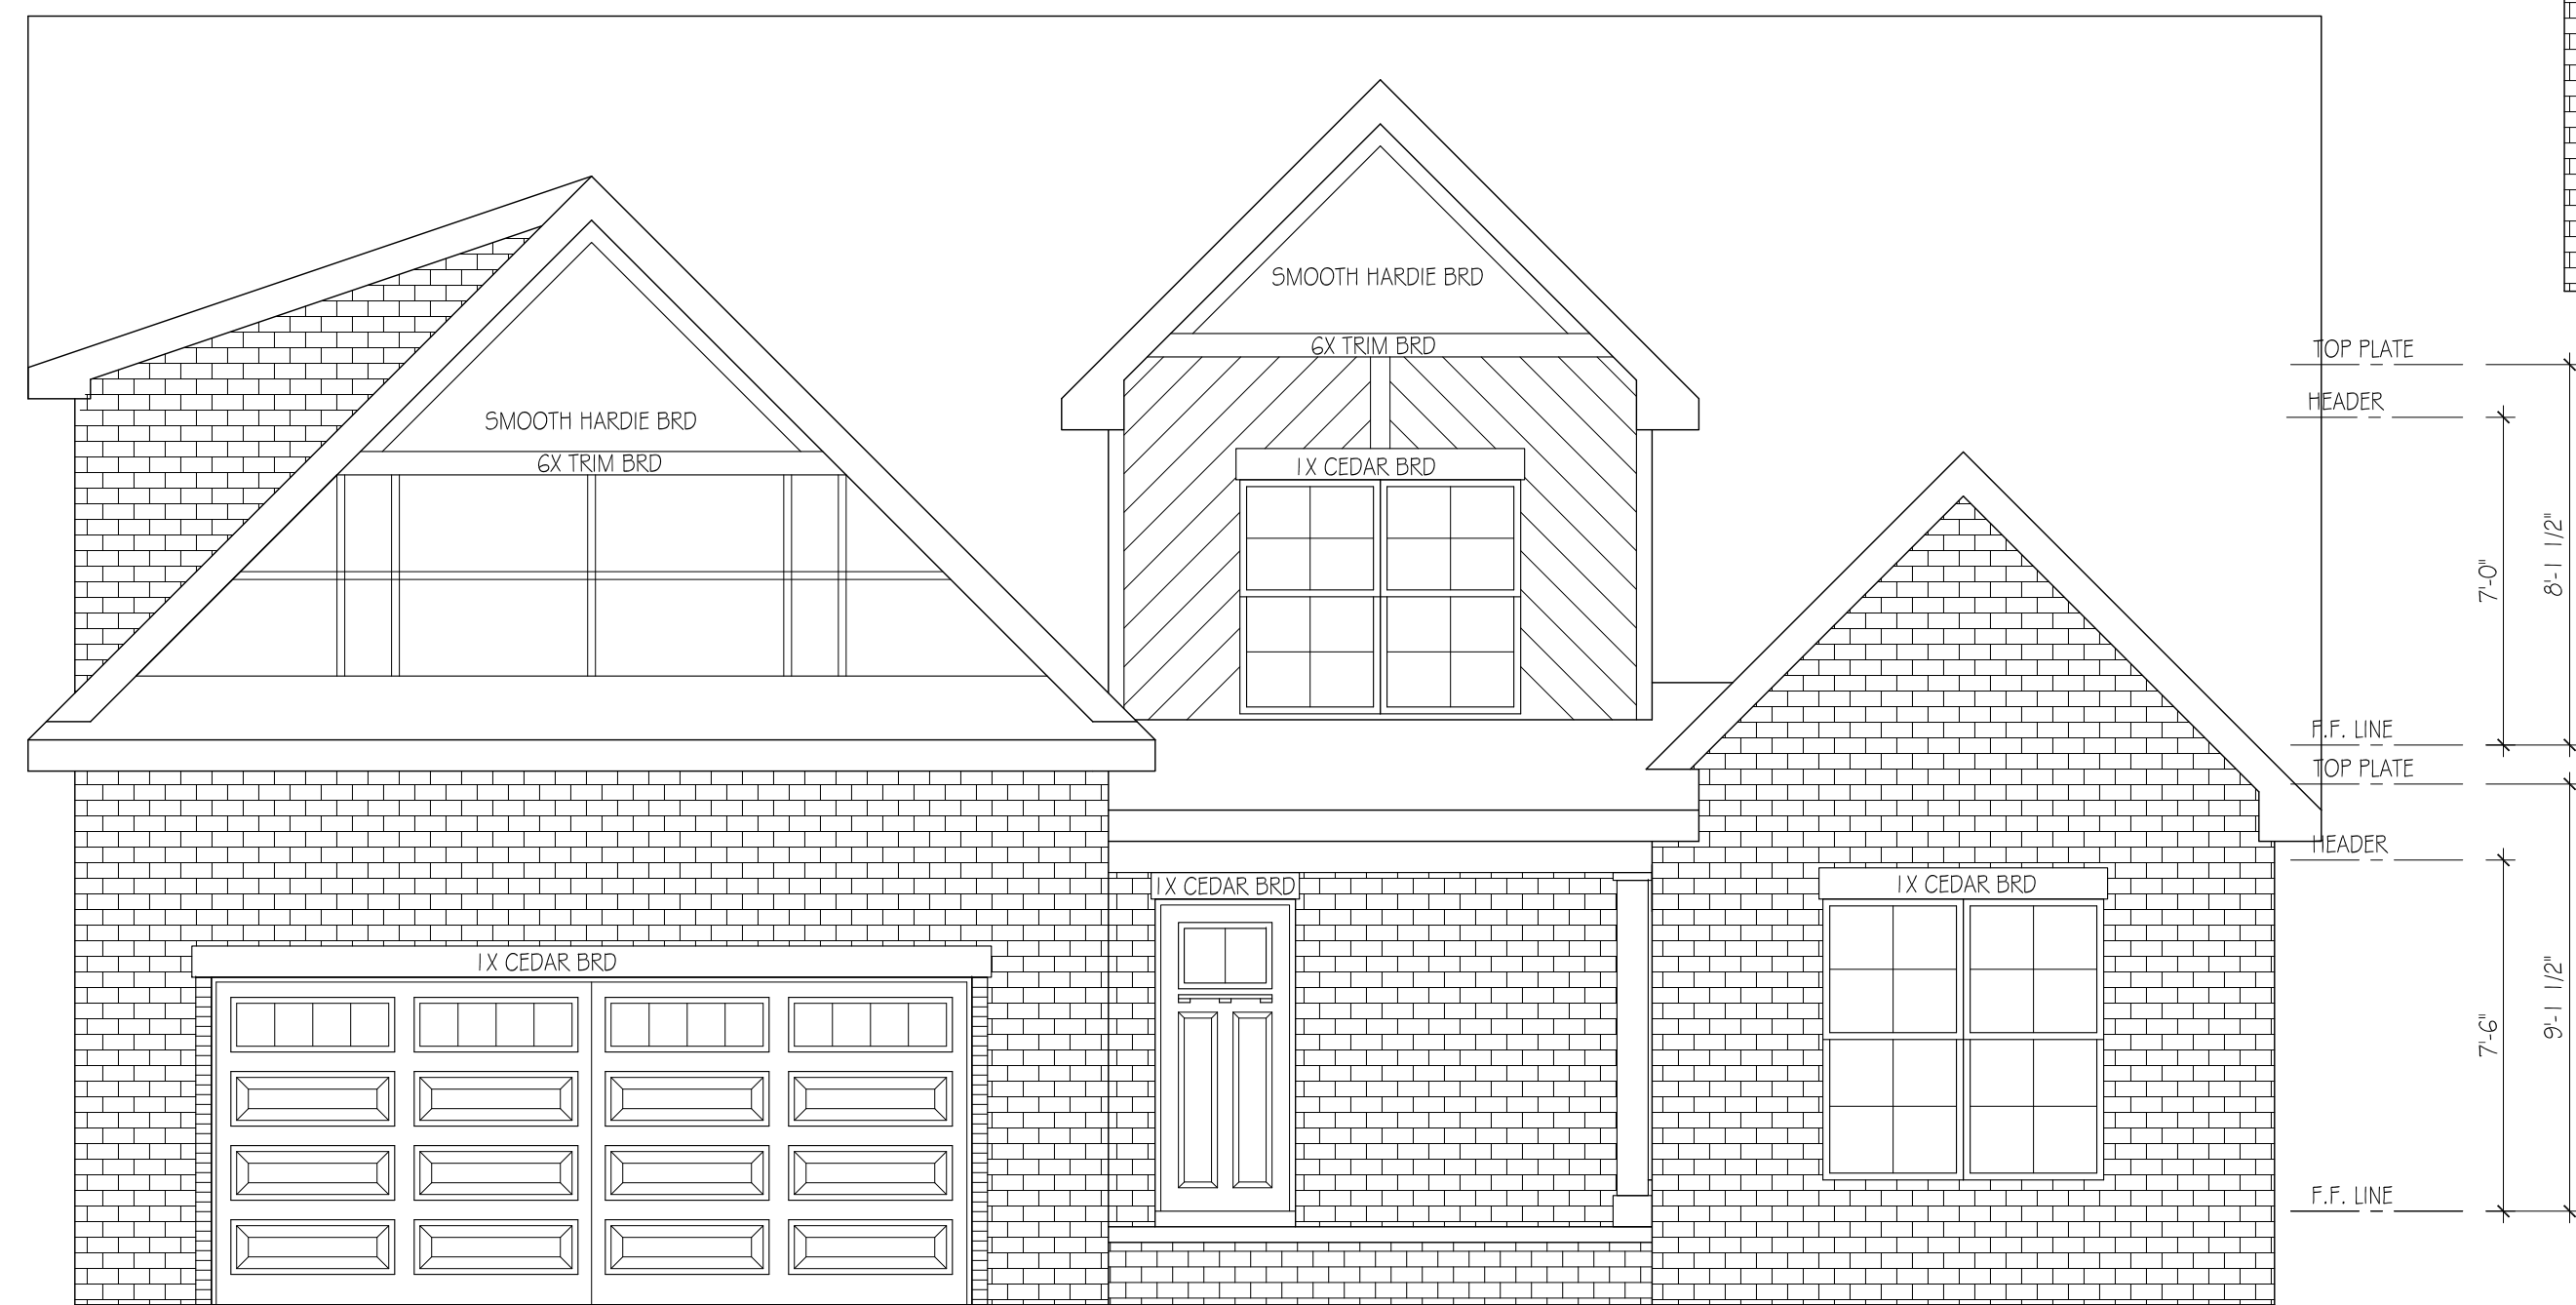 SMOOTH HARDIE BRD
6X TRIM BRD
TOP PLATE
HEADER
SMOOTH HARDIE BRD
6X TRIM BRD
1X CEDAR BRD
7'-0"
8'-1 1/2"
F.F. LINE
TOP PLATE
HEADER
1X CEDAR BRD
1X CEDAR BRD
1X CEDAR BRD
7'-6"
9'-1 1/2"
F.F. LINE